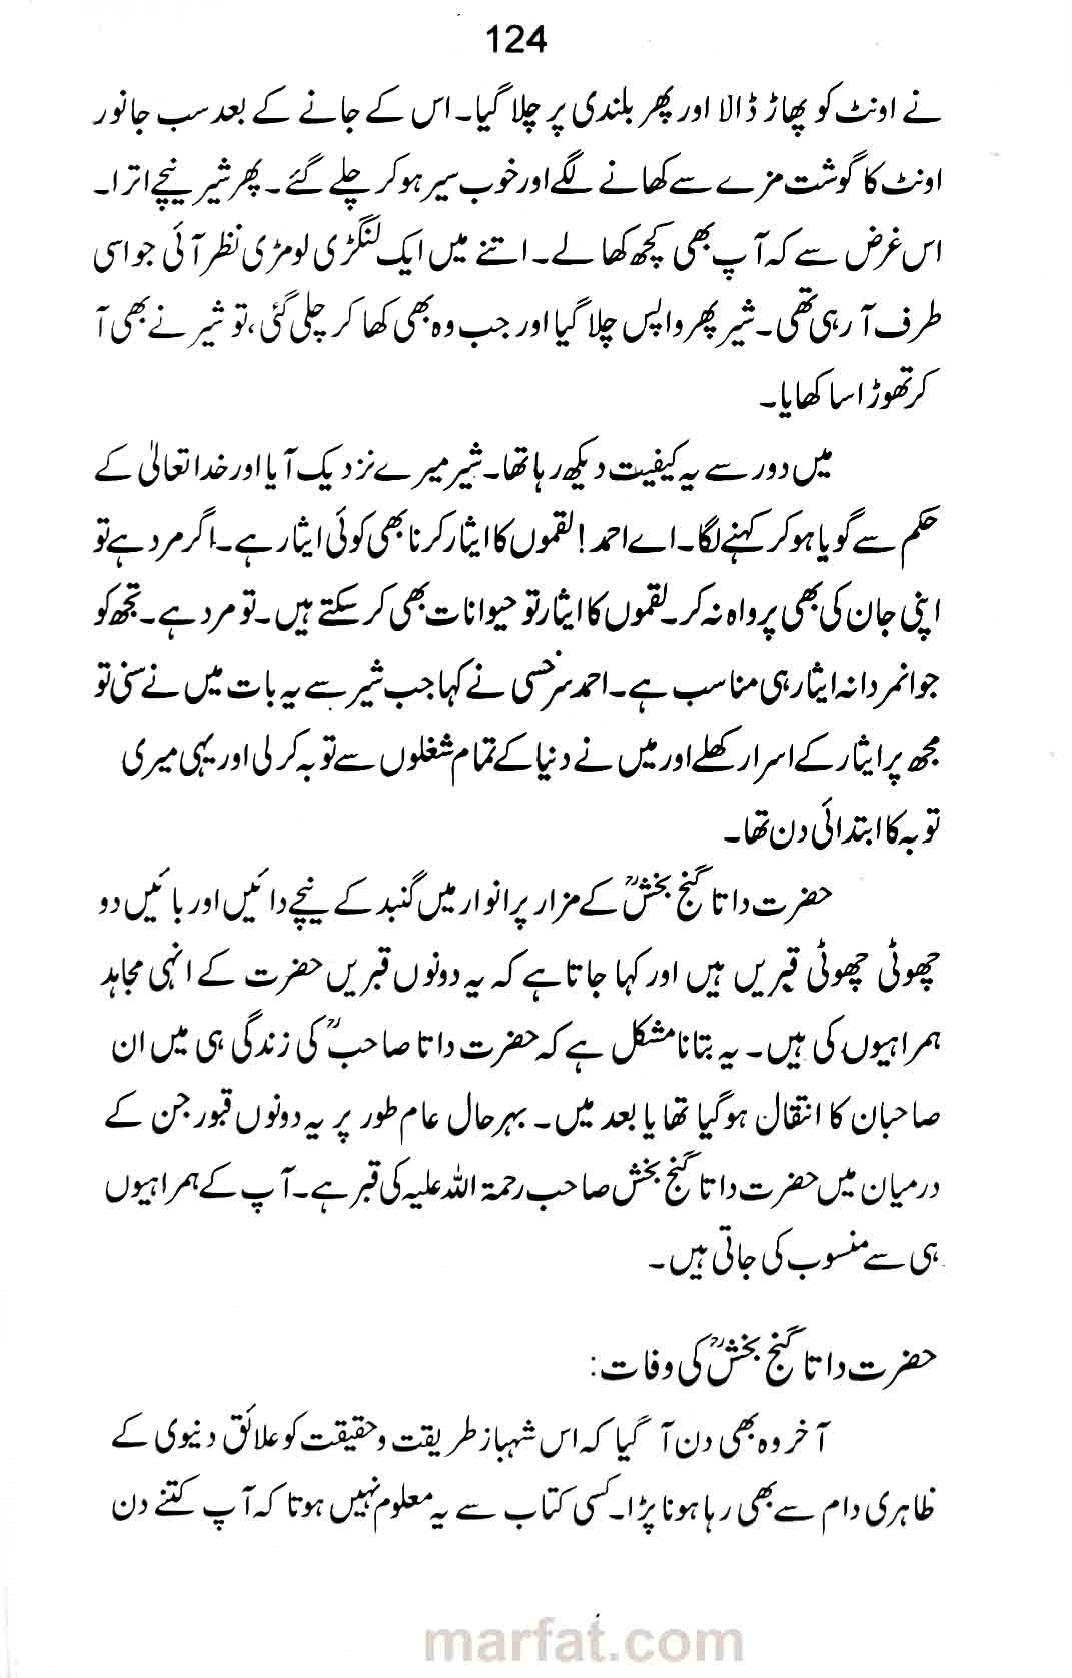 124
نے اونٹ کو پھاڑ ڈالا اور پھر بلندی پر چلا گیا۔ اس کے جانے کے بعد سب جانور
اونٹ کا گوشت مزے سے کھانے لگے اور خوب سیر ہو کر چلے گئے۔ پھر شیر نیچے اترا۔
اس غرض سے کہ آپ بھی کچھ کھا لے۔ اتنے میں ایک لنگڑی لومڑی نظر آئی جو اسی
طرف آ رہی تھی۔ شیر پھر واپس چلا گیا اور جب وہ بھی کھا کر چلی گئی، تو شیر نے بھی آ
کر تھوڑا سا کھایا۔
میں دور سے یہ کیفیت دیکھ رہا تھا۔ شیر میرے نزدیک آیا اور خدا تعالیٰ کے
حکم سے گویا ہو کر کہنے لگا۔ اے احمد! لقموں کا ایثار کرنا بھی کوئی ایثار ہے۔ اگر مرد ہے تو
اپنی جان کی بھی پرواہ نہ کر۔ لقموں کا ایثار تو حیوانات بھی کر سکتے ہیں۔ تو مرد ہے۔ تجھ کو
جوانمردانہ ایثار ہی مناسب ہے۔ احمد سرخسی نے کہا جب شیر سے یہ بات میں نے سنی تو
مجھ پر ایثار کے اسرار کھلے اور میں نے دنیا کے تمام شغلوں سے توبہ کر لی اور یہی میری
توبہ کا ابتدائی دن تھا۔
حضرت داتا گنج بخشؒ کے مزار پر انوار میں گنبد کے نیچے دائیں اور بائیں دو
چھوٹی چھوٹی قبریں ہیں اور کہا جاتا ہے کہ یہ دونوں قبریں حضرت کے انہی مجاہد
ہمراہیوں کی ہیں۔ یہ بتانا مشکل ہے کہ حضرت داتا صاحبؒ کی زندگی ہی میں ان
صاحبان کا انتقال ہو گیا تھا یا بعد میں۔ بہرحال عام طور پر یہ دونوں قبور جن کے
درمیان میں حضرت داتا گنج بخش صاحب رحمۃ اللہ علیہ کی قبر ہے۔ آپ کے ہمراہیوں
ہی سے منسوب کی جاتی ہیں۔
حضرت داتا گنج بخشؒ کی وفات:
آخر وہ بھی دن آ گیا کہ اس شہباز طریقت و حقیقت کو علائق دنیوی کے
ظاہری دام سے بھی رہا ہونا پڑا۔ کسی کتاب سے یہ معلوم نہیں ہوتا کہ آپ کتنے دن
marfat.com